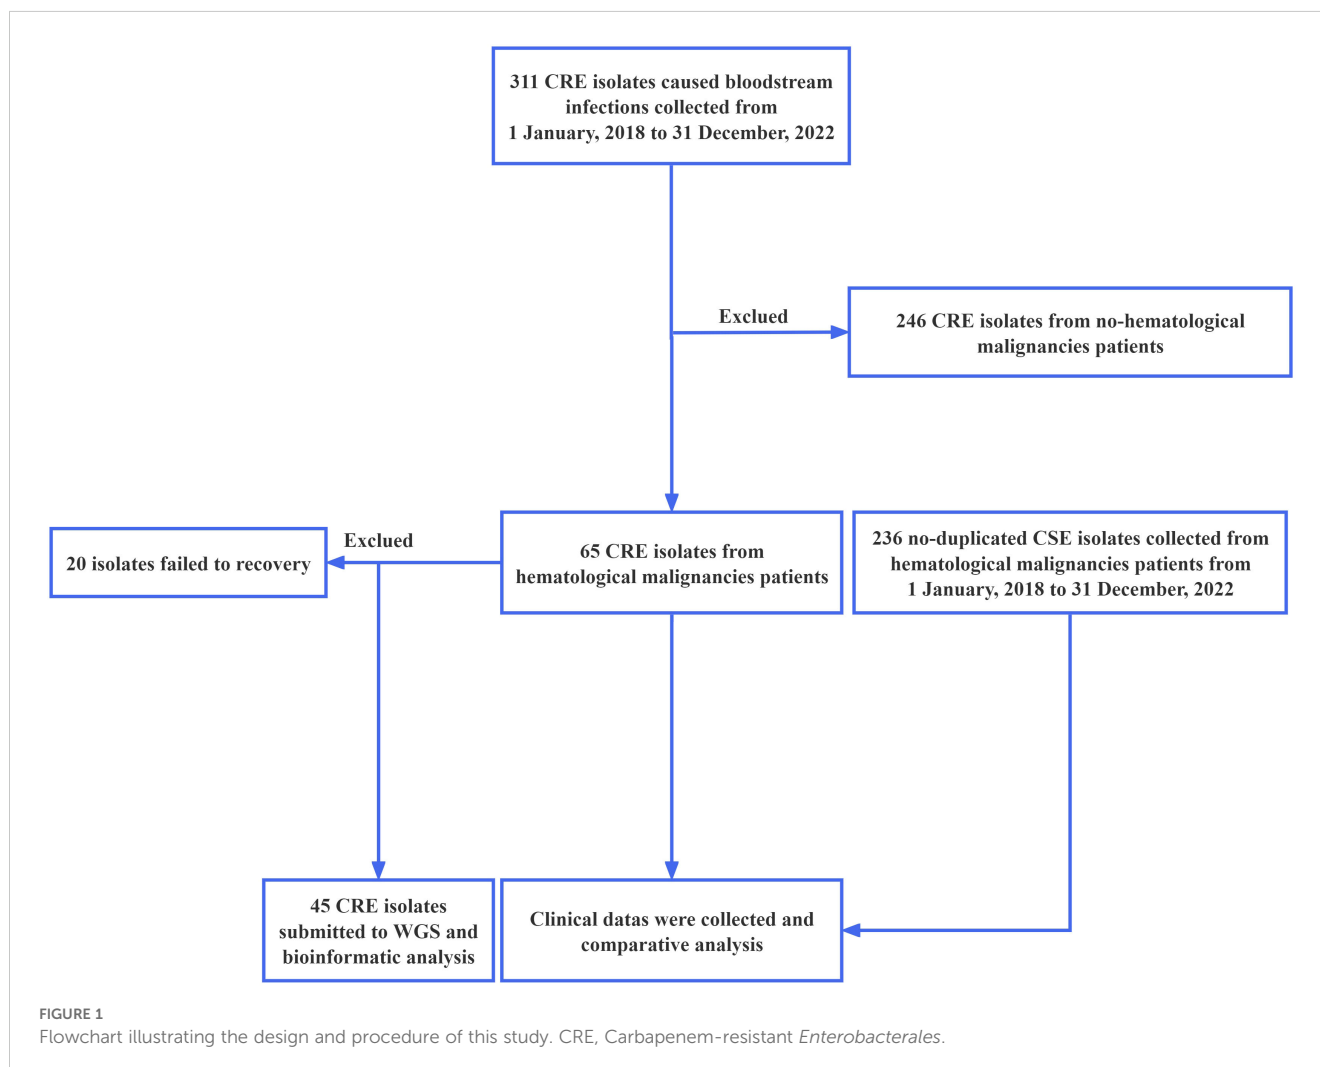 311 CRE isolates caused bloodstream
infections collected from
1 January, 2018 to 31 December, 2022
Exclued
246 CRE isolates from no-hematological
malignancies patients
20 isolates failed to recovery
Exclued
65 CRE isolates from
hematological malignancies patients
236 no-duplicated CSE isolates collected from
hematological malignancies patients from
1 January, 2018 to 31 December, 2022
45 CRE isolates
submitted to WGS and
bioinformatic analysis
Clinical datas were collected and
comparative analysis
FIGURE 1
Flowchart illustrating the design and procedure of this study. CRE, Carbapenem-resistant Enterobacterales.